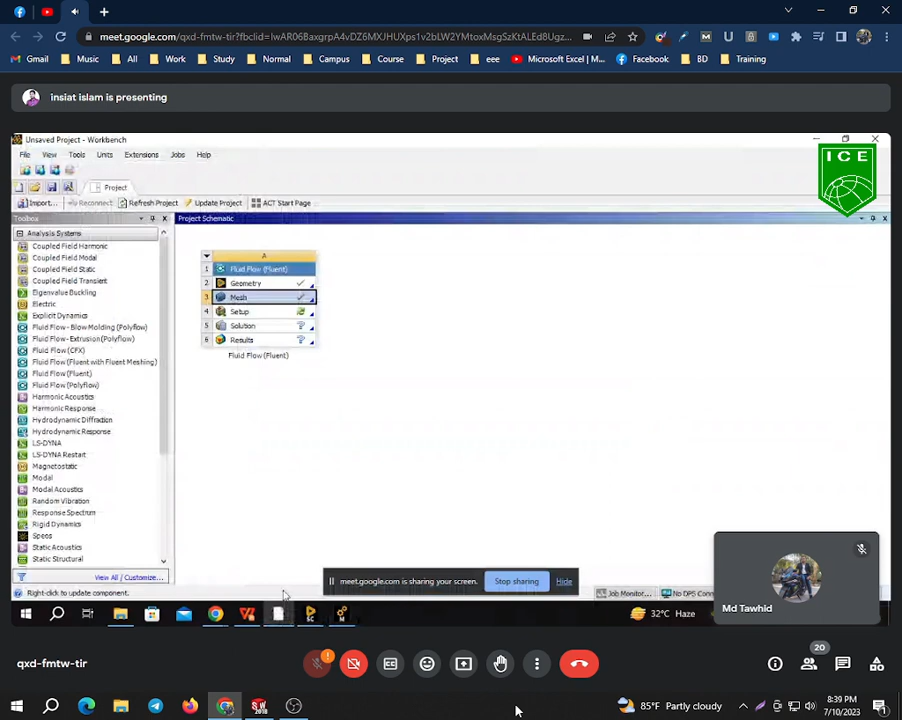 meet.google.com/qxd-fmtw-tir?fbclid=IwAR06BaxgrpA4vDZ6MXJHUXps1v2bLW2YMtoxMsgSzKtALEd8Ugz...
Gmail Music All Work Study Normal Campus Course Project eee Microsoft Excel | M... Facebook BD Training
insiat islam is presenting
Unsaved Project - Workbench
ICE
File View Tools Units Extensions Jobs Help
Project
Import... Reconnect Refresh Project Update Project ACT Start Page
Toolbox
Project Schematic
Analysis Systems
Coupled Field Harmonic
Coupled Field Modal
Coupled Field Static
Coupled Field Transient
Eigenvalue Buckling
Electric
Explicit Dynamics
Fluid Flow - Blow Molding (Polyflow)
Fluid Flow - Extrusion (Polyflow)
Fluid Flow (CFX)
Fluid Flow (Fluent with Fluent Meshing)
Fluid Flow (Fluent)
Fluid Flow (Polyflow)
Harmonic Acoustics
Harmonic Response
Hydrodynamic Diffraction
Hydrodynamic Response
LS-DYNA
LS-DYNA Restart
Magnetostatic
Modal
Modal Acoustics
Random Vibration
Response Spectrum
Rigid Dynamics
Speos
Static Acoustics
Static Structural
View All / Customize...
A
1 Fluid Flow (Fluent)
2 Geometry
3 Mesh
4 Setup
5 Solution
6 Results
Fluid Flow (Fluent)
meet.google.com is sharing your screen. Stop sharing Hide
Right-click to update component.
Job Monitor... No DPS Conne
Md Tawhid
32°C Haze
qxd-fmtw-tir
20
85°F Partly cloudy
8:39 PM
7/10/2023